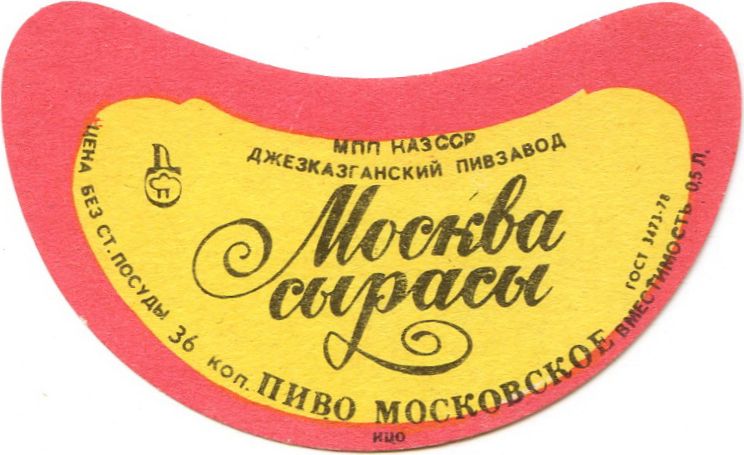 МПП КАЗССР
ДЖЕЗКАЗГАНСКИЙ ПИВЗАВОД
Москва
сырасы
ЦЕНА БЕЗ СТ.ПОСУДЫ 36 КОП.
ПИВО МОСКОВСКОЕ
ВМЕСТИМОСТЬ 0,5 Л.
ГОСТ 3473-78
ИЦО